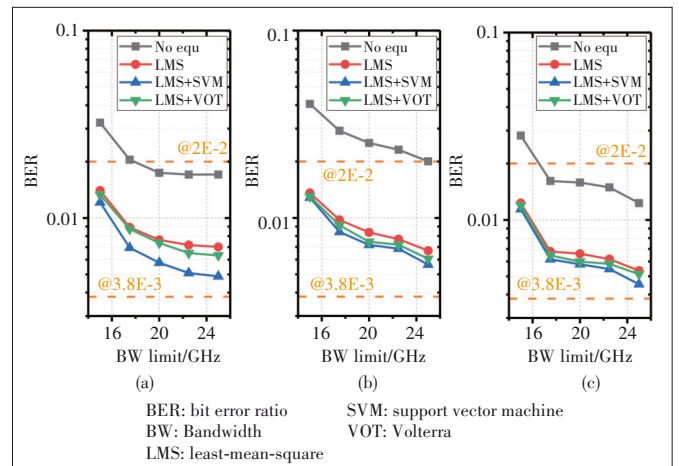 0.1
No equ
LMS
LMS+SVM
LMS+VOT
@2E-2
BER
0.01
@3.8E-3
16 20 24
BW limit/GHz
(a)
0.1
No equ
LMS
LMS+SVM
LMS+VOT
@2E-2
BER
0.01
@3.8E-3
16 20 24
BW limit/GHz
(b)
0.1
No equ
LMS
LMS+SVM
LMS+VOT
@2E-2
BER
0.01
@3.8E-3
16 20 24
BW limit/GHz
(c)
BER: bit error ratio
BW: Bandwidth
LMS: least-mean-square
SVM: support vector machine
VOT: Volterra